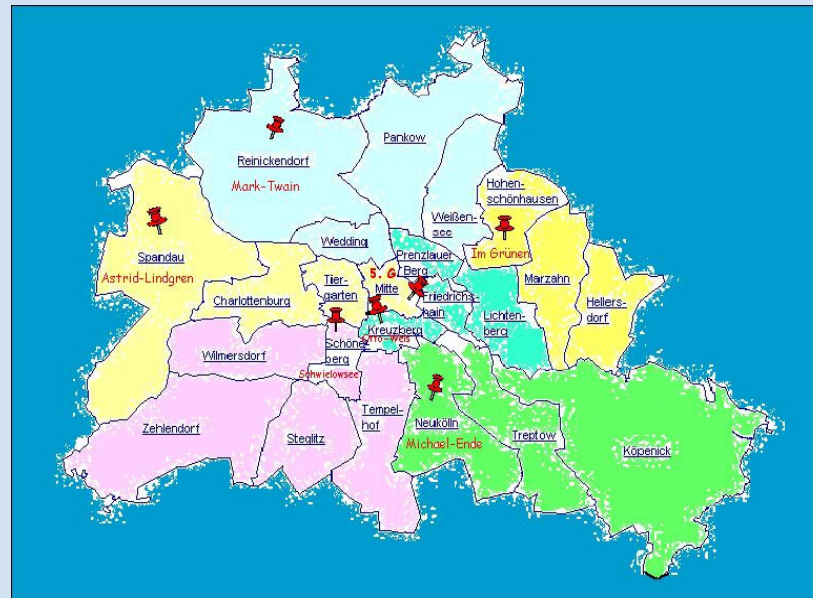 Pankow
Reinickendorf
Mark-Twain
Hohen-
schönhausen
Weißen-
see
Wedding
Spandau
Astrid-Lindgren
Prenzlauer
Berg
Im Grünen
Marzahn
Tier-
garten
5. G
Mitte
Charlottenburg
Friedrichs-
hain
Lichten-
berg
Hellers-
dorf
Kreuzberg
Otto-Wels
Wilmersdorf
Schöne-
berg
Schwielowsee
Zehlendorf
Steglitz
Tempel-
hof
Neukölln
Michael-Ende
Treptow
Köpenick